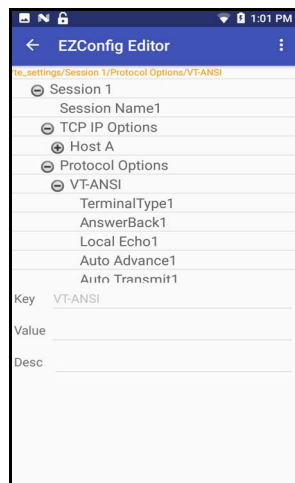 1:01 PM
EZConfig Editor
te_settings/Session 1/Protocol Options/VT-ANSI
Session 1
Session Name1
TCP IP Options
Host A
Protocol Options
VT-ANSI
TerminalType1
AnswerBack1
Local Echo1
Auto Advance1
Auto Transmit1
Key VT-ANSI
Value
Desc